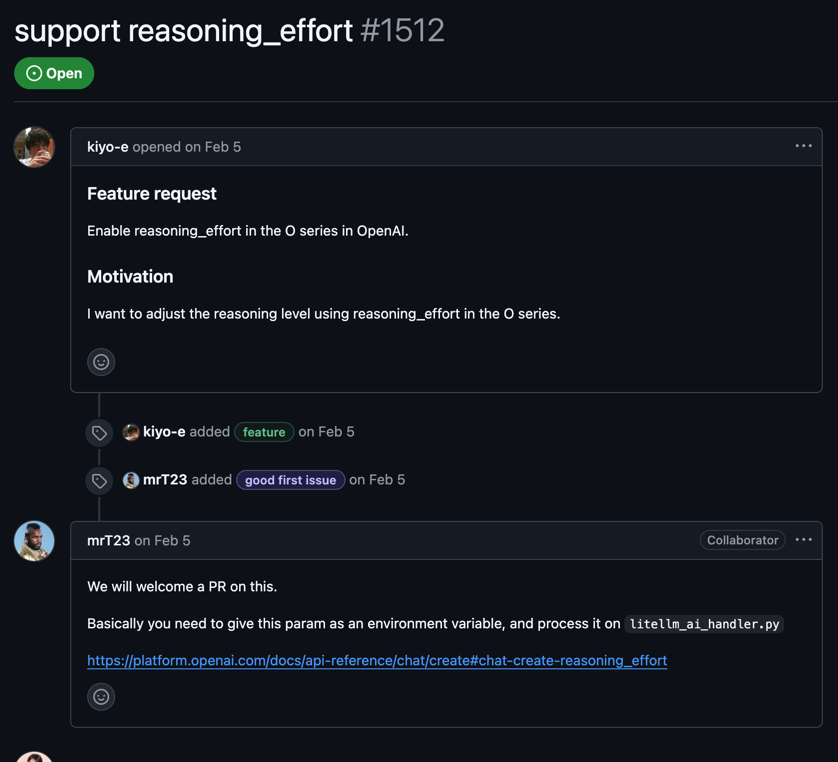 support reasoning_effort #1512
Open
kiyo-e opened on Feb 5
Feature request
Enable reasoning_effort in the O series in OpenAI.
Motivation
I want to adjust the reasoning level using reasoning_effort in the O series.
kiyo-e added feature on Feb 5
mrT23 added good first issue on Feb 5
mrT23 on Feb 5 Collaborator
We will welcome a PR on this.
Basically you need to give this param as an environment variable, and process it on litellm_ai_handler.py
https://platform.openai.com/docs/api-reference/chat/create#chat-create-reasoning_effort